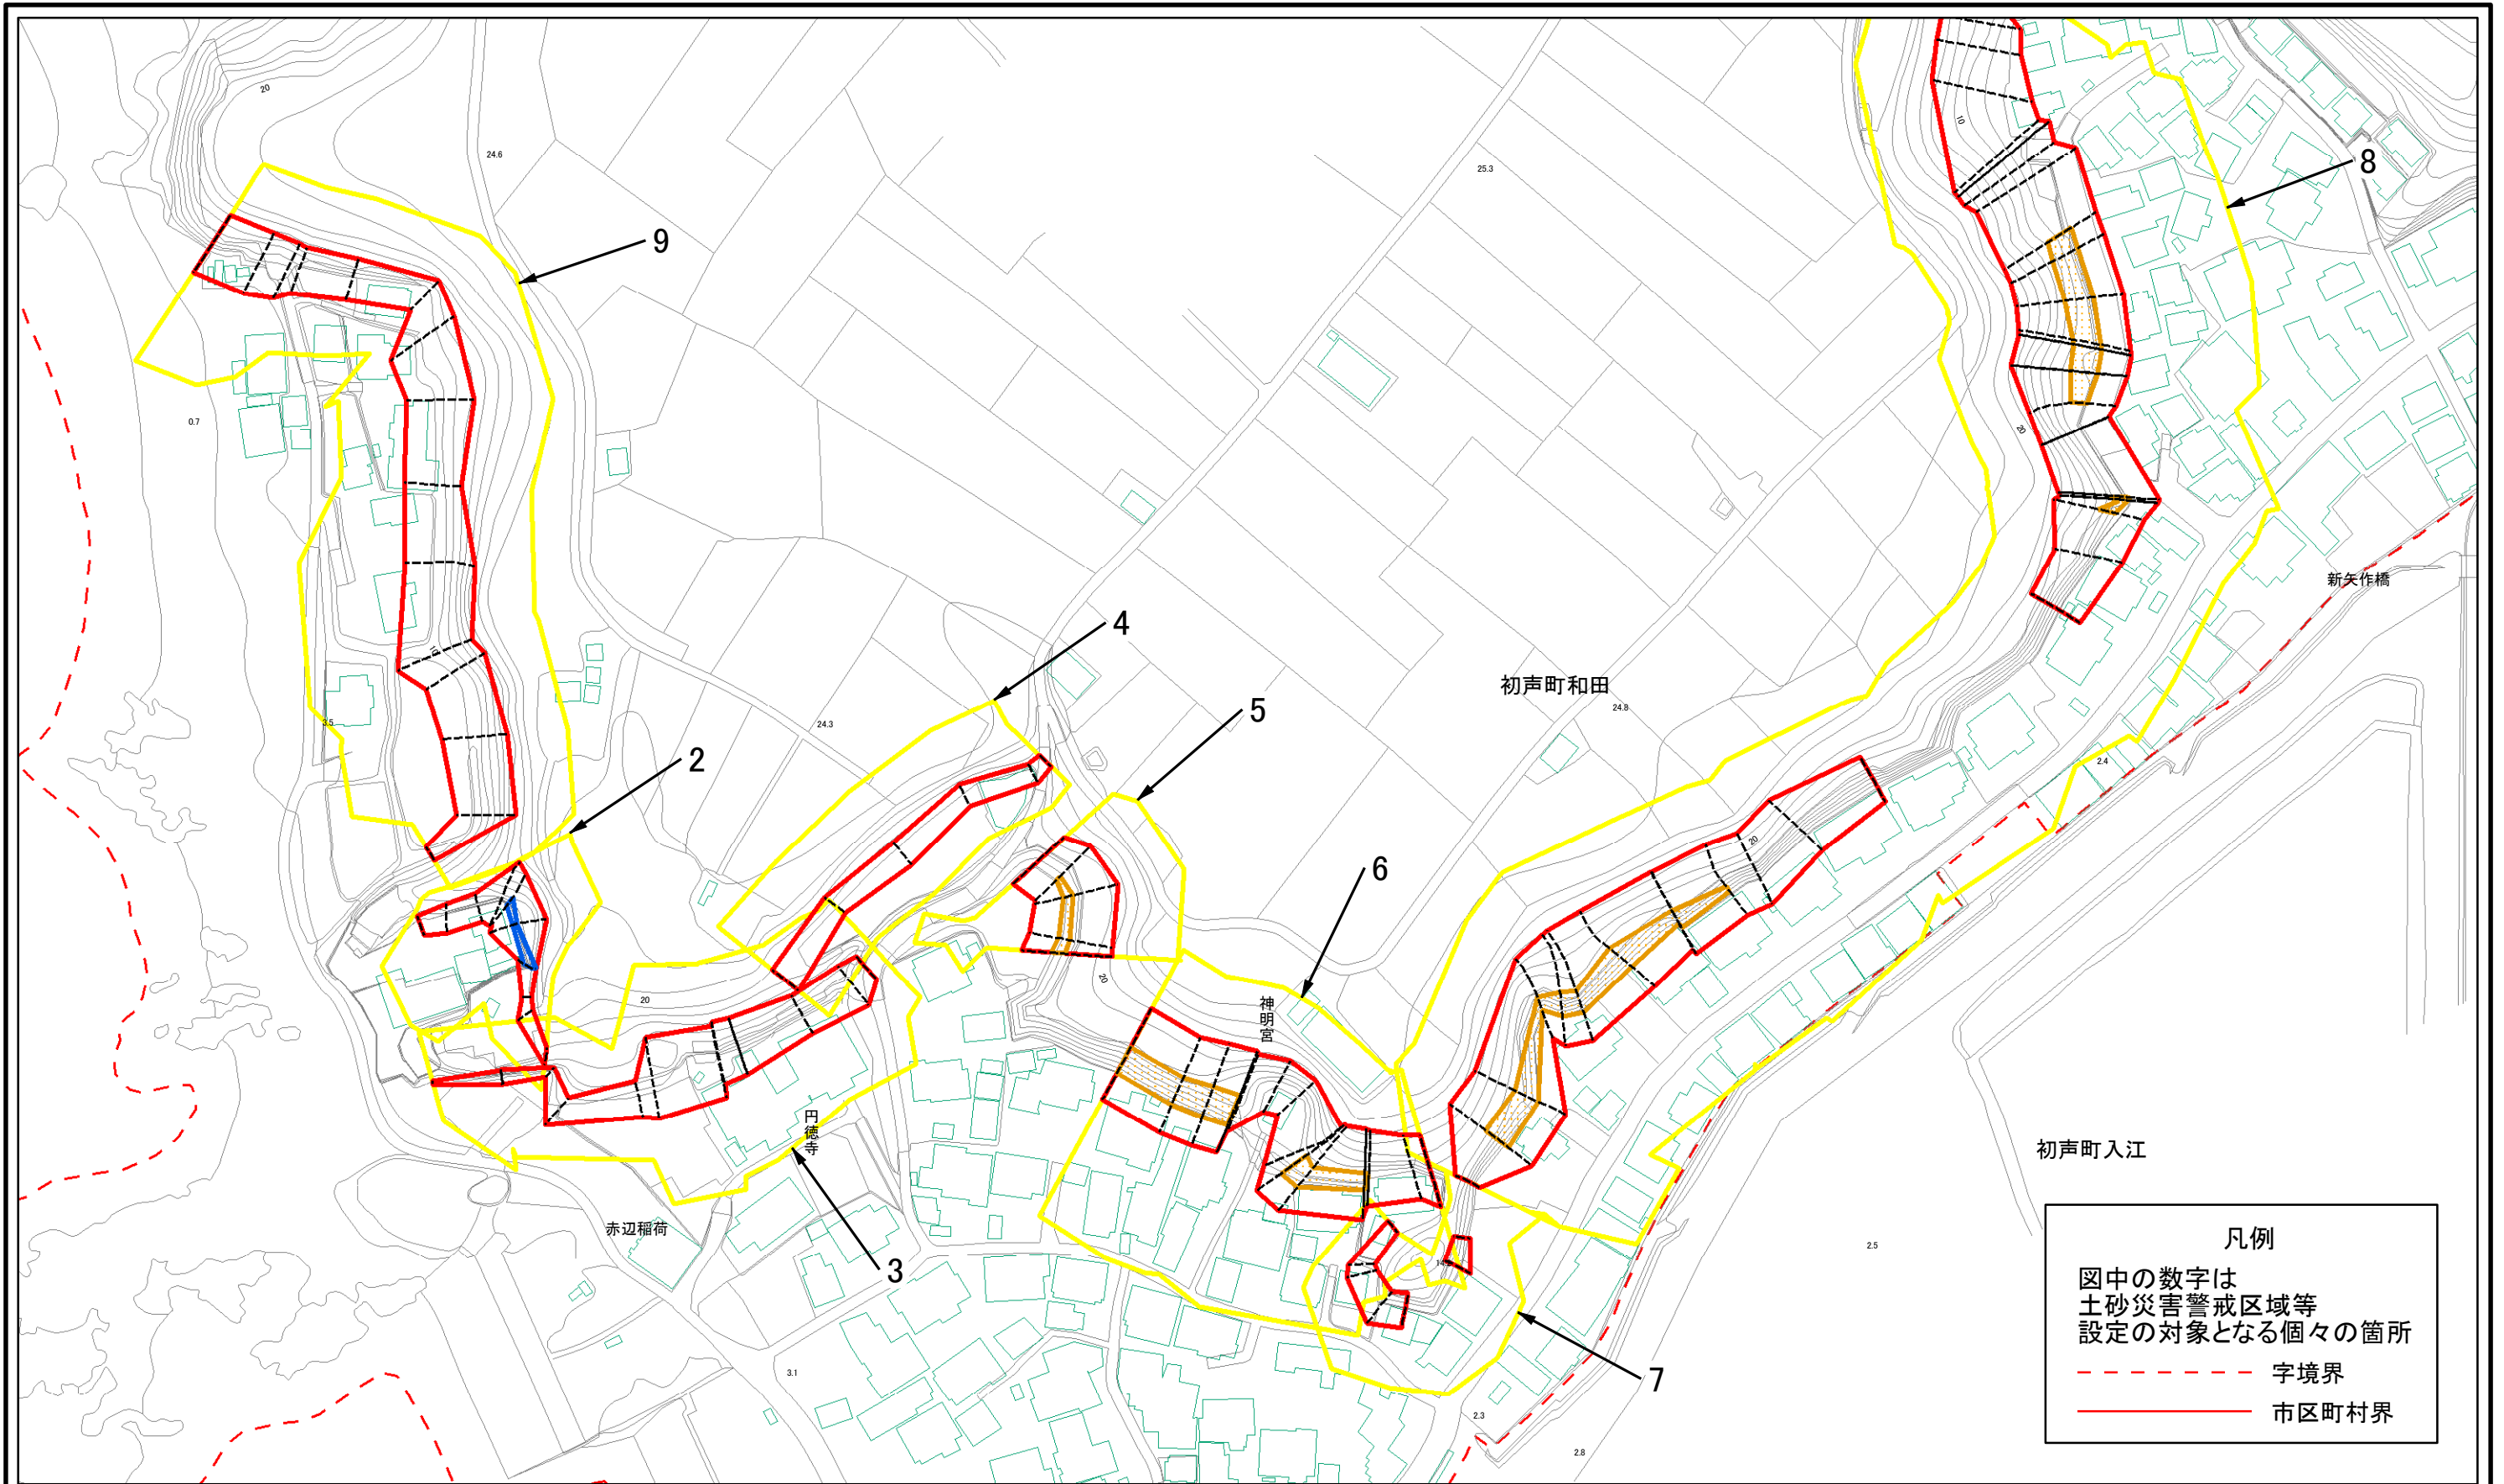 20
24.6
25.3
10
8
9
0.7
20
新矢作橋
4
10
初声町和田
5
24.8
3.5
24.3
2
2.4
20
6
20
20
神明宮
円徳寺
初声町入江
赤辺稲荷
3
2.5
7
3.1
2.3
2.8
凡例
図中の数字は
土砂災害警戒区域等
設定の対象となる個々の箇所
字境界
市区町村界